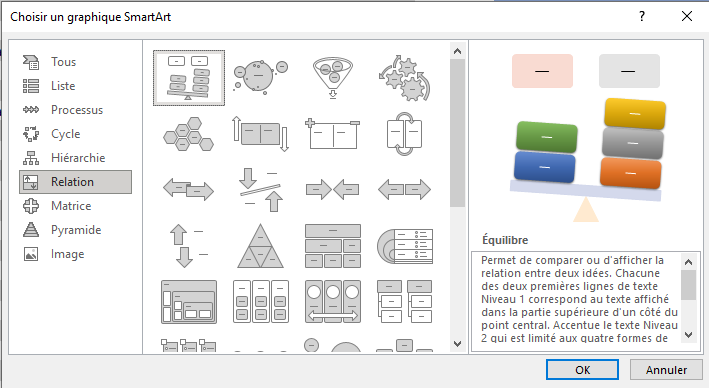 Choisir un graphique SmartArt
?
Tous
Liste
Processus
Cycle
Hiérarchie
Relation
Matrice
Pyramide
Image
Équilibre
Permet de comparer ou d'afficher la
relation entre deux idées. Chacune
des deux premières lignes de texte
Niveau 1 correspond au texte affiché
dans la partie supérieure d'un côté du
point central. Accentue le texte Niveau
2 qui est limité aux quatre formes de
OK
Annuler